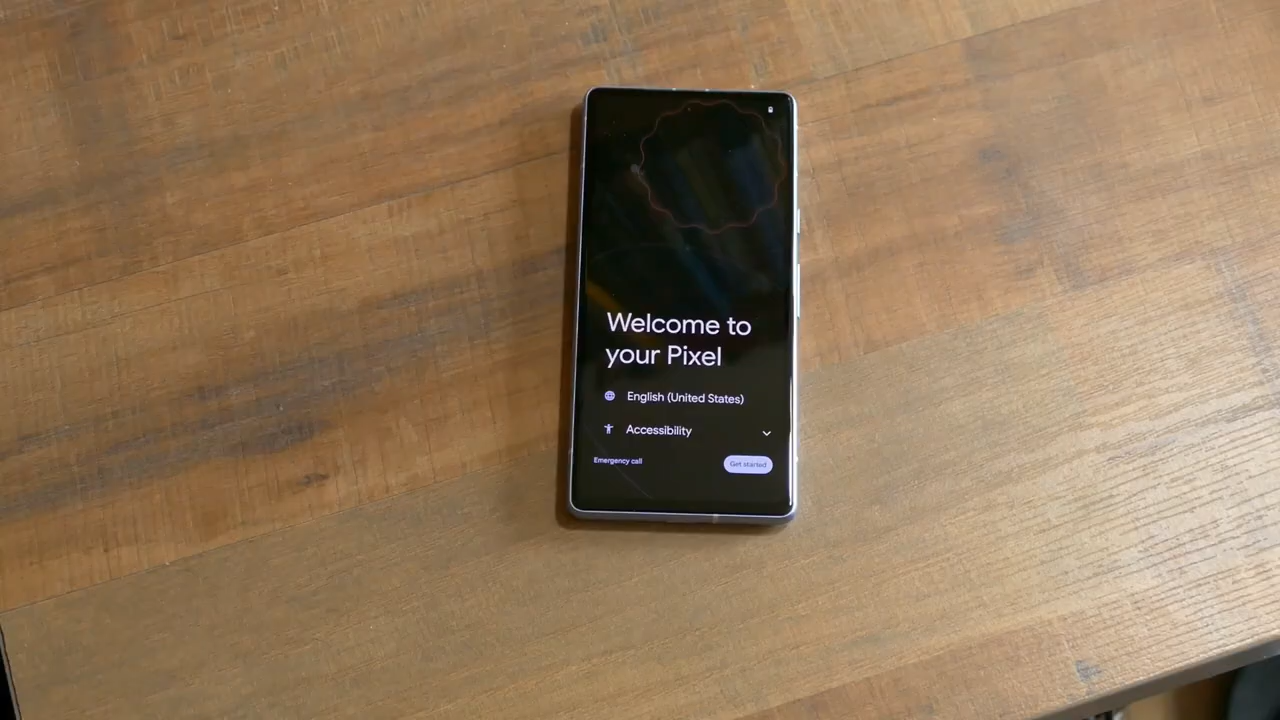 Welcome to
your Pixel
English (United States)
Accessibility
Emergency call
Get started